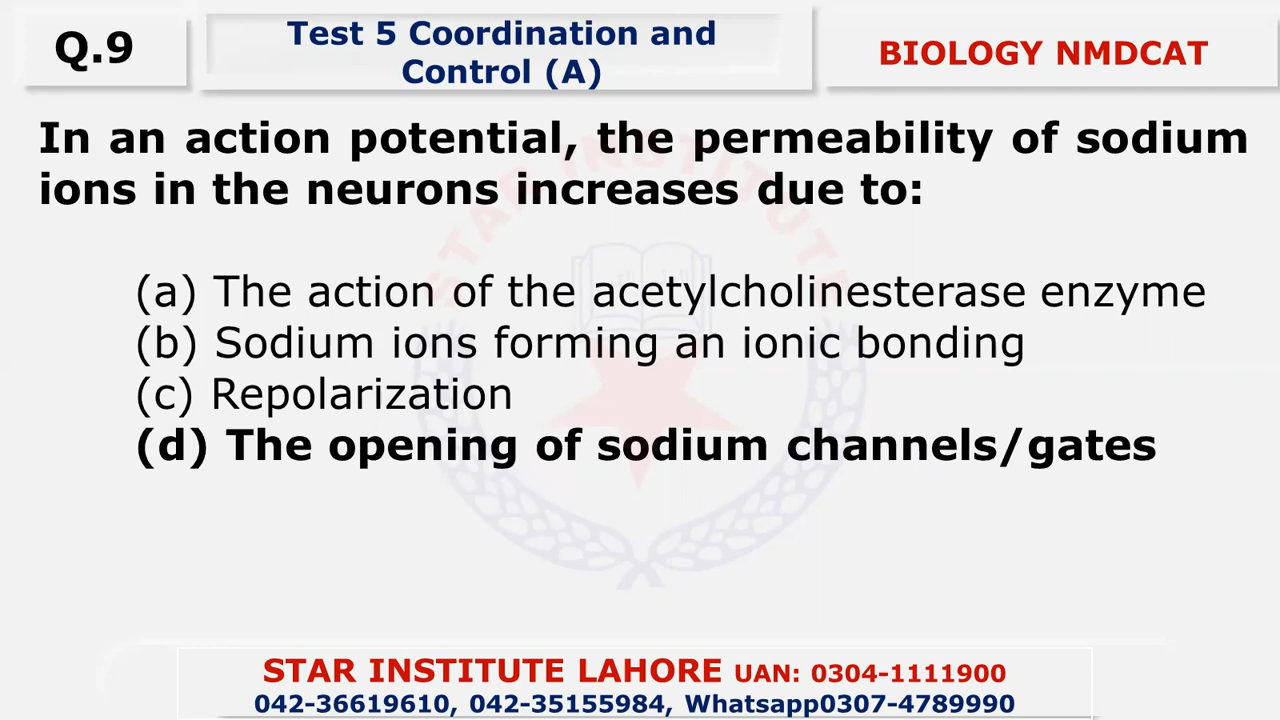 Q.9
Test 5 Coordination and
Control (A)
BIOLOGY NMDCAT
In an action potential, the permeability of sodium
ions in the neurons increases due to:
(a) The action of the acetylcholinesterase enzyme
(b) Sodium ions forming an ionic bonding
(c) Repolarization
(d) The opening of sodium channels/gates
STAR INSTITUTE
STAR INSTITUTE LAHORE UAN: 0304-1111900
042-36619610, 042-35155984, Whatsapp0307-4789990